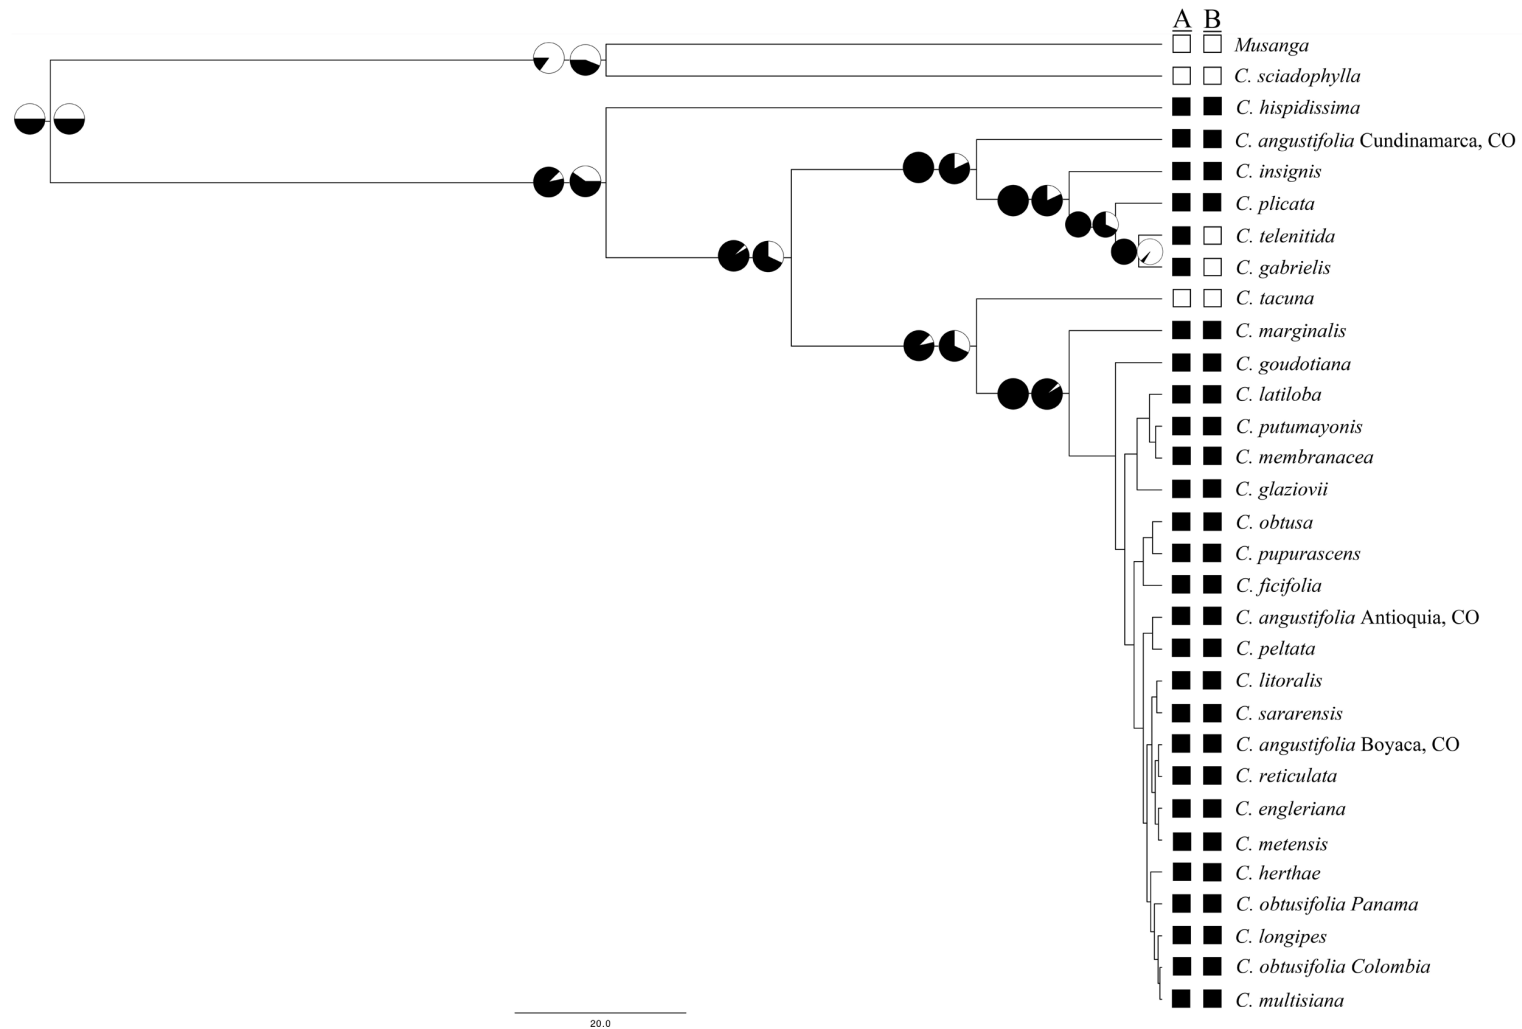 A B
Musanga
C. sciadophylla
C. hispidissima
C. angustifolia Cundinamarca, CO
C. insignis
C. plicata
C. telenitida
C. gabrielis
C. tacuna
C. marginalis
C. goudotiana
C. latiloba
C. putumayonis
C. membranacea
C. glaziovii
C. obtusa
C. pupurascens
C. ficifolia
C. angustifolia Antioquia, CO
C. peltata
C. litoralis
C. sararensis
C. angustifolia Boyaca, CO
C. reticulata
C. engleriana
C. metensis
C. herthae
C. obtusifolia Panama
C. longipes
C. obtusifolia Colombia
C. multisiana
20.0